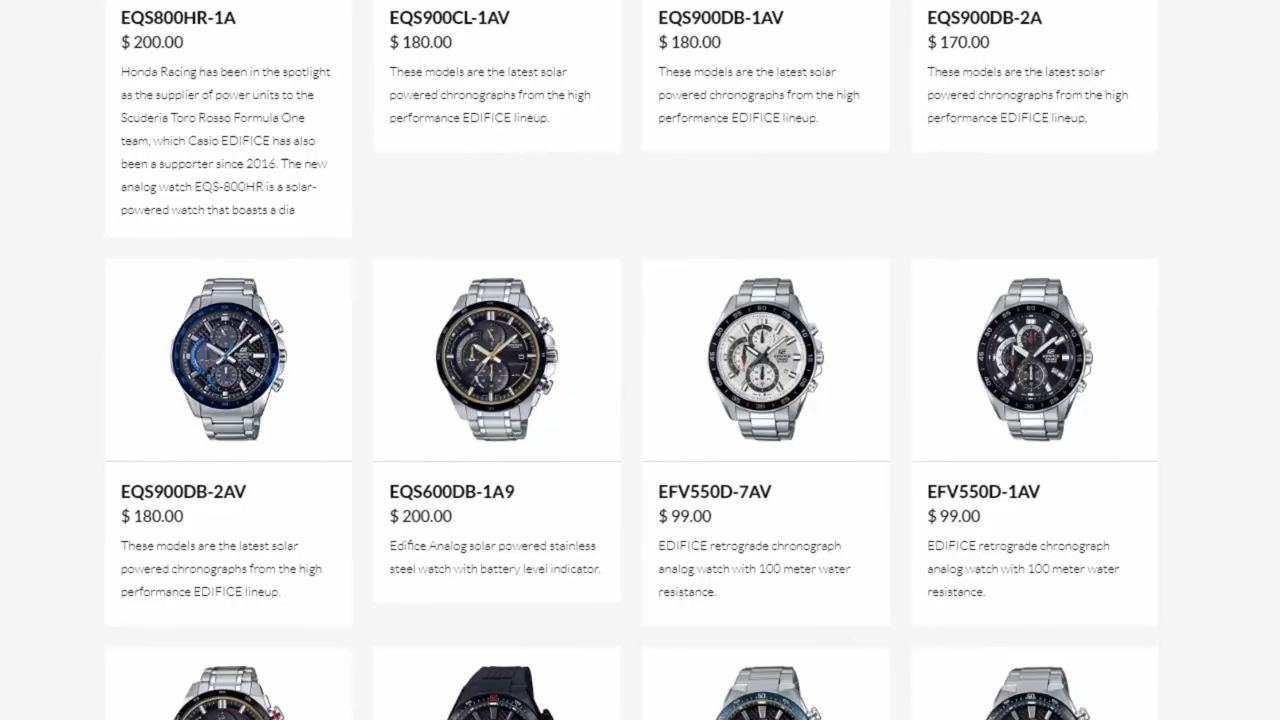 EQS800HR-1A
$ 200.00
Honda Racing has been in the spotlight
as the supplier of power units to the
Scuderia Toro Rosso Formula One
team, which Casio EDIFICE has also
been a supporter since 2016. The new
analog watch EQS-800HR is a solar-
powered watch that boasts a dia
EQS900CL-1AV
$ 180.00
These models are the latest solar
powered chronographs from the high
performance EDIFICE lineup.
EQS900DB-1AV
$ 180.00
These models are the latest solar
powered chronographs from the high
performance EDIFICE lineup.
EQS900DB-2A
$ 170.00
These models are the latest solar
powered chronographs from the high
performance EDIFICE lineup.
EQS900DB-2AV
$ 180.00
These models are the latest solar
powered chronographs from the high
performance EDIFICE lineup.
EQS600DB-1A9
$ 200.00
Edifice Analog solar powered stainless
steel watch with battery level indicator.
EFV550D-7AV
$ 99.00
EDIFICE retrograde chronograph
analog watch with 100 meter water
resistance.
EFV550D-1AV
$ 99.00
EDIFICE retrograde chronograph
analog watch with 100 meter water
resistance.